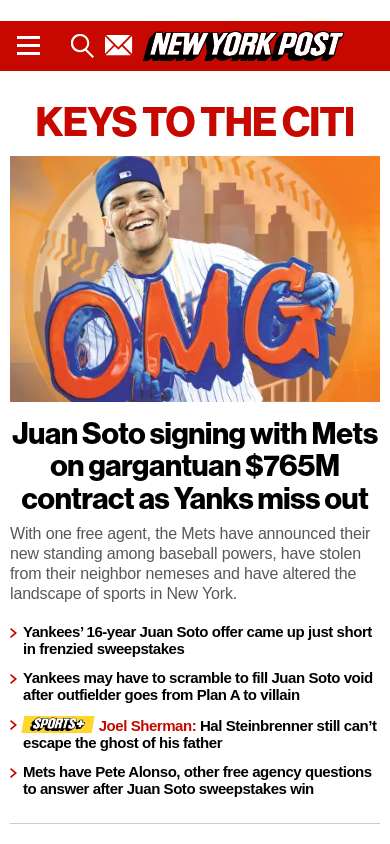 NEW YORK POST
KEYS TO THE CITI
OMG
Juan Soto signing with Mets
on gargantuan $765M
contract as Yanks miss out
With one free agent, the Mets have announced their
new standing among baseball powers, have stolen
from their neighbor nemeses and have altered the
landscape of sports in New York.
Yankees’ 16-year Juan Soto offer came up just short
in frenzied sweepstakes
Yankees may have to scramble to fill Juan Soto void
after outfielder goes from Plan A to villain
SPORTS+ Joel Sherman: Hal Steinbrenner still can’t
escape the ghost of his father
Mets have Pete Alonso, other free agency questions
to answer after Juan Soto sweepstakes win